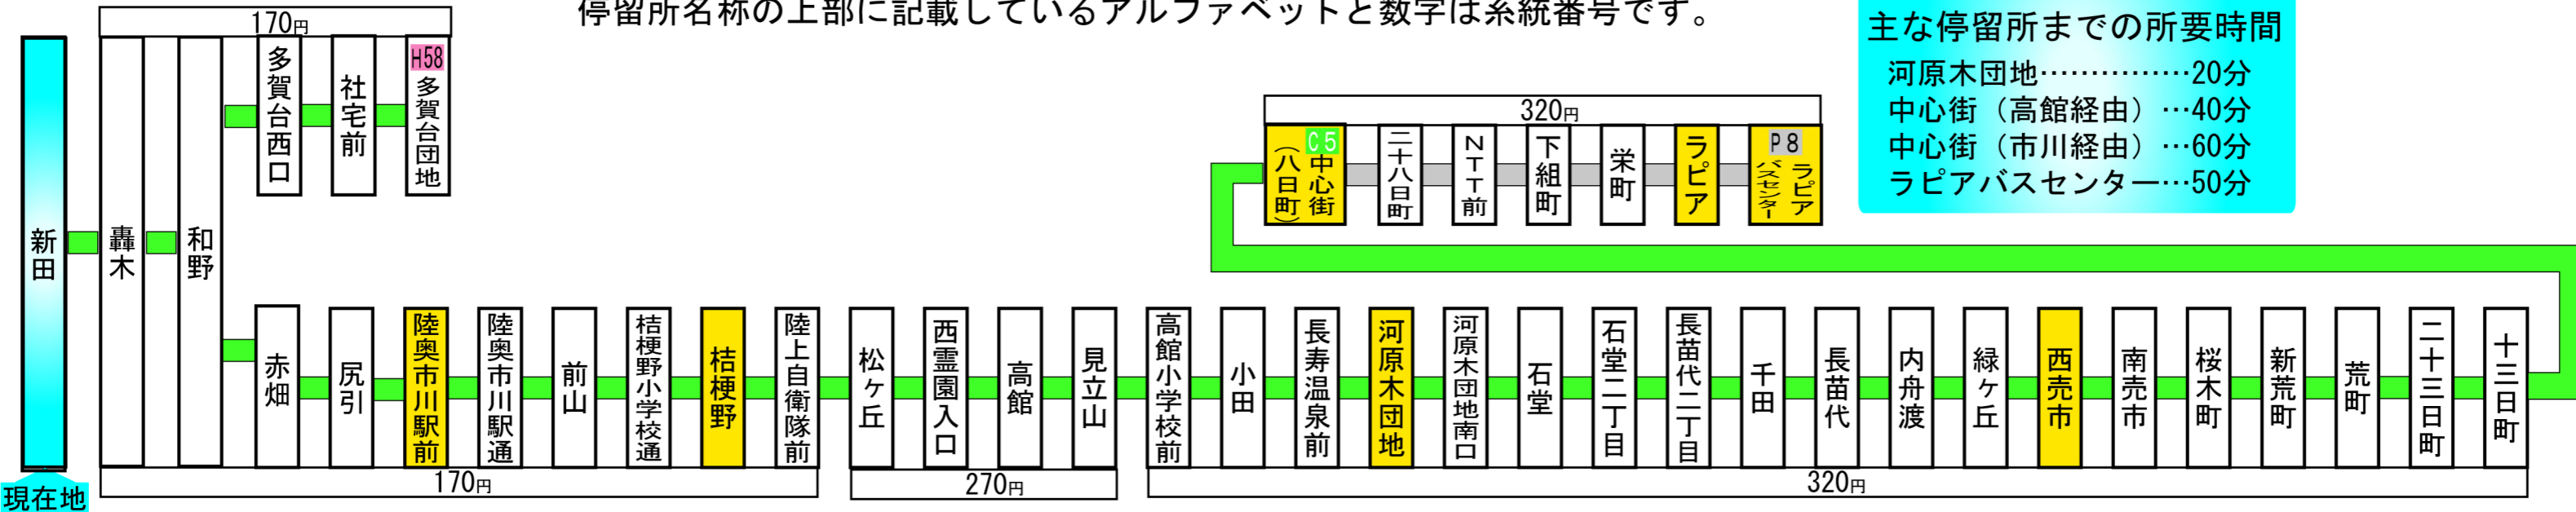 停留所名称の上部に記載しているアルファベットと数字は系統番号です。
主な停留所までの所要時間
河原木団地……………20分
中心街（高館経由）…40分
中心街（市川経由）…60分
ラピアバスセンター…50分
170円
新田
現在地
轟木
和野
多賀台西口
社宅前
H58
多賀台団地
320円
C5
中心街
（八日町）
二十八日町
NTT前
下組町
栄町
ラピア
P8
ラピア
バスセンター
赤畑
尻引
陸奥市川駅前
陸奥市川駅通
前山
桔梗野小学校通
桔梗野
陸上自衛隊前
松ヶ丘
西霊園入口
高館
見立山
高館小学校前
小田
長寿温泉前
河原木団地
河原木団地南口
石堂
石堂二丁目
長苗代二丁目
千田
長苗代
内舟渡
緑ヶ丘
西売市
南売市
桜木町
新荒町
荒町
二十三日町
十三日町
170円
270円
320円